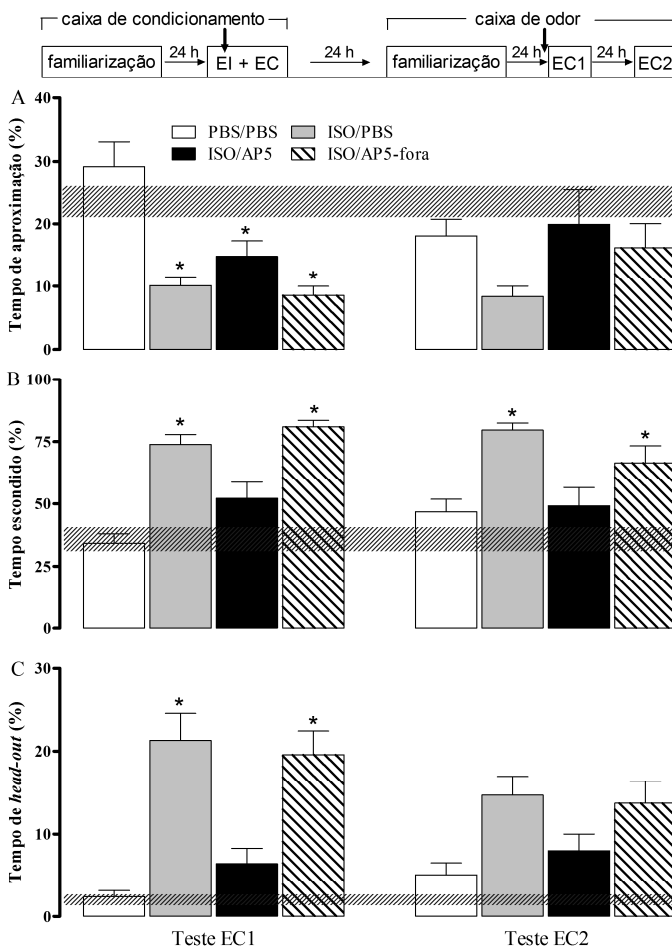 caixa de condicionamento
caixa de odor
familiarização
24 h
EI + EC
24 h
familiarização
24 h
EC1
24 h
EC2
A
Tempo de aproximação (%)
40
30
20
10
0
PBS/PBS
ISO/PBS
ISO/AP5
ISO/AP5-fora
*
*
*
B
Tempo escondido (%)
100
75
50
25
0
*
*
*
*
C
Tempo de head-out (%)
30
20
10
0
*
*
Teste EC1
Teste EC2